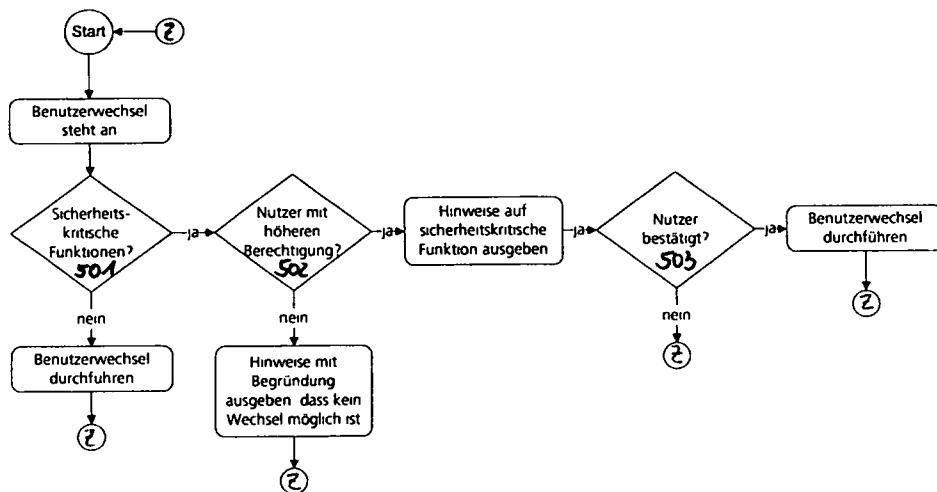 Start
Z
Benutzerwechsel
steht an
Sicherheits-
kritische
Funktionen?
501
ja
nein
Benutzerwechsel
durchfuhren
Z
Nutzer mit
höheren
Berechtigung?
502
ja
nein
Hinweise mit
Begründung
ausgeben dass kein
Wechsel möglich ist
Z
Hinweise auf
sicherheitskritische
Funktion ausgeben
Nutzer
bestätigt?
503
ja
nein
Z
Benutzerwechsel
durchführen
Z